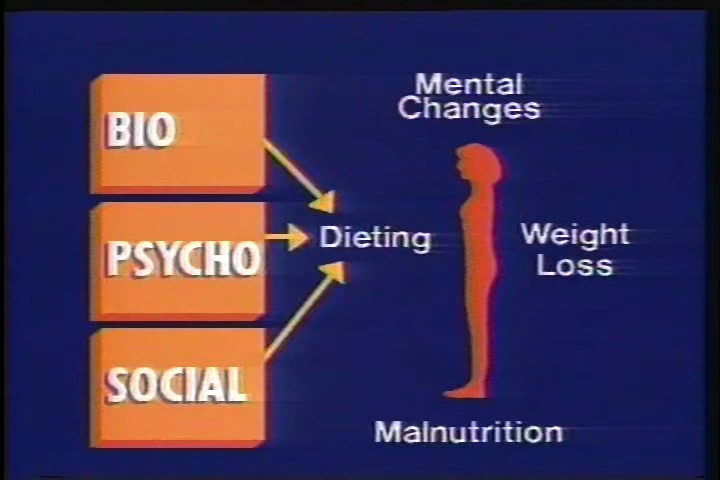 BIO
PSYCHO
SOCIAL
Dieting
Mental
Changes
Weight
Loss
Malnutrition